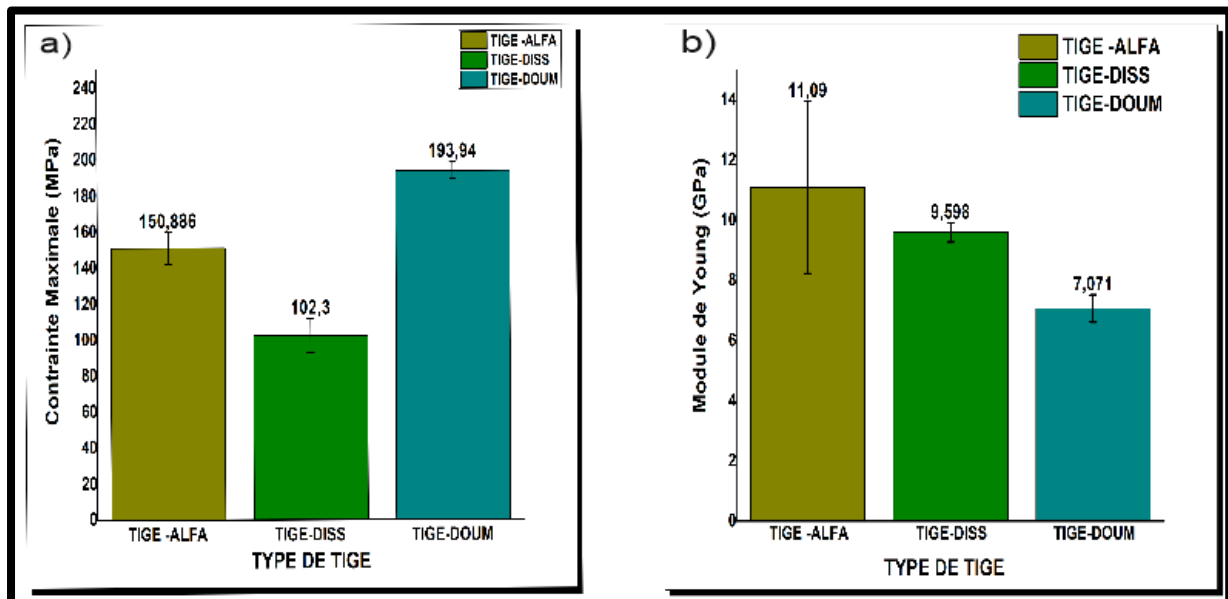 a)
TIGE -ALFA
TIGE-DISS
TIGE-DOUM
Contrainte Maximale (MPa)
240
220
200
180
160
140
120
100
80
60
40
20
0
150,886
102,3
193,94
TIGE -ALFA TIGE-DISS TIGE-DOUM
TYPE DE TIGE
b)
TIGE -ALFA
TIGE-DISS
TIGE-DOUM
Module de Young (GPa)
14
12
10
8
6
4
2
0
11,09
9,598
7,071
TIGE -ALFA TIGE-DISS TIGE-DOUM
TYPE DE TIGE